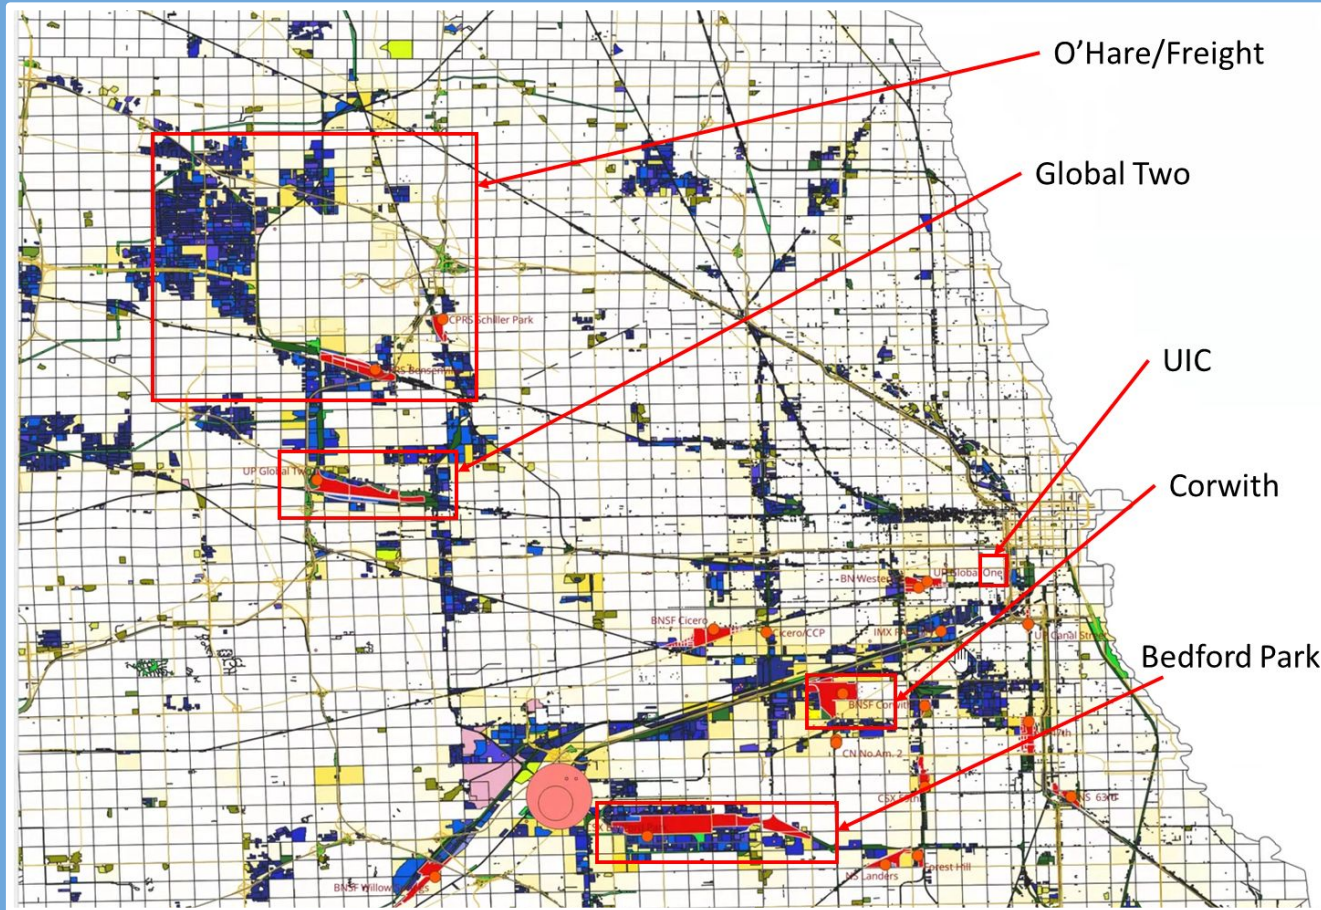 O'Hare/Freight
Global Two
CPRS Schiller Park
UIC
UP Global Two
Corwith
BN Western
UP Global One
BNSF Cicero
Cicero/CCP
UP Canal Street
Bedford Park
BNSF Corwith
CN No.Am. 2
CSX 59th
NS 63rd
NS Landers
Forest Hill
BNSF Willow Springs